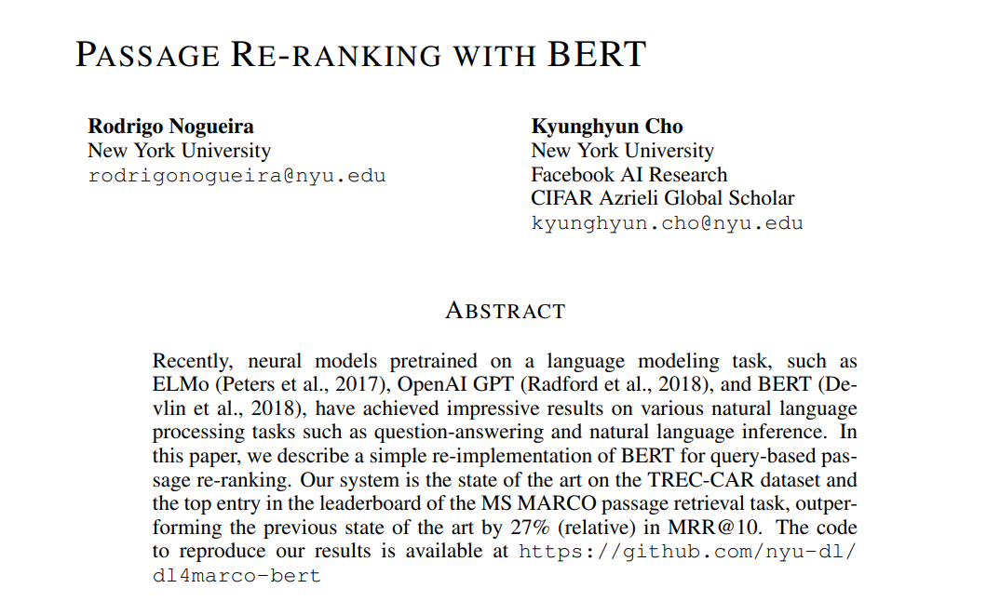 PASSAGE RE-RANKING WITH BERT
Rodrigo Nogueira
New York University
rodrigonogueira@nyu.edu
Kyunghyun Cho
New York University
Facebook AI Research
CIFAR Azrieli Global Scholar
kyunghyun.cho@nyu.edu
ABSTRACT
Recently, neural models pretrained on a language modeling task, such as
ELMo (Peters et al., 2017), OpenAI GPT (Radford et al., 2018), and BERT (De-
vlin et al., 2018), have achieved impressive results on various natural language
processing tasks such as question-answering and natural language inference. In
this paper, we describe a simple re-implementation of BERT for query-based pas-
sage re-ranking. Our system is the state of the art on the TREC-CAR dataset and
the top entry in the leaderboard of the MS MARCO passage retrieval task, outper-
forming the previous state of the art by 27% (relative) in MRR@10. The code
to reproduce our results is available at https://github.com/nyu-dl/
dl4marco-bert